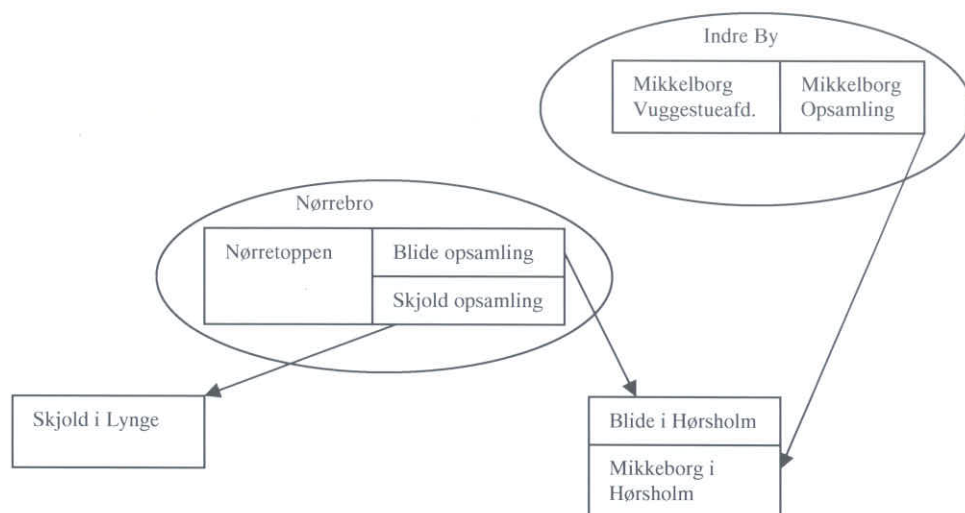 Indre By
Mikkelborg
Vuggestueafd.
Mikkelborg
Opsamling
Nørrebro
Nørretoppen
Blide opsamling
Skjold opsamling
Skjold i Lynge
Blide i Hørsholm
Mikkeborg i
Hørsholm